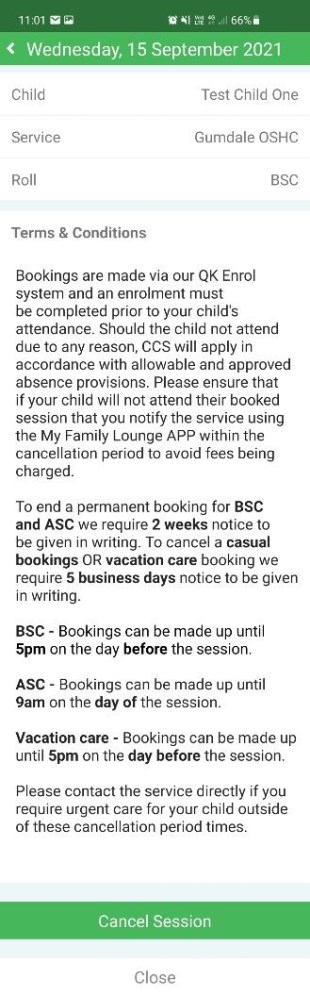 11:01 66%
Wednesday, 15 September 2021
Child Test Child One
Service Gumdale OSHC
Roll BSC
Terms & Conditions
Bookings are made via our QK Enrol
system and an enrolment must
be completed prior to your child's
attendance. Should the child not attend
due to any reason, CCS will apply in
accordance with allowable and approved
absence provisions. Please ensure that
if your child will not attend their booked
session that you notify the service using
the My Family Lounge APP within the
cancellation period to avoid fees being
charged.
To end a permanent booking for BSC
and ASC we require 2 weeks notice to
be given in writing. To cancel a casual
bookings OR vacation care booking we
require 5 business days notice to be given
in writing.
BSC - Bookings can be made up until
5pm on the day before the session.
ASC - Bookings can be made up until
9am on the day of the session.
Vacation care - Bookings can be made up
until 5pm on the day before the session.
Please contact the service directly if you
require urgent care for your child outside
of these cancellation period times.
Cancel Session
Close